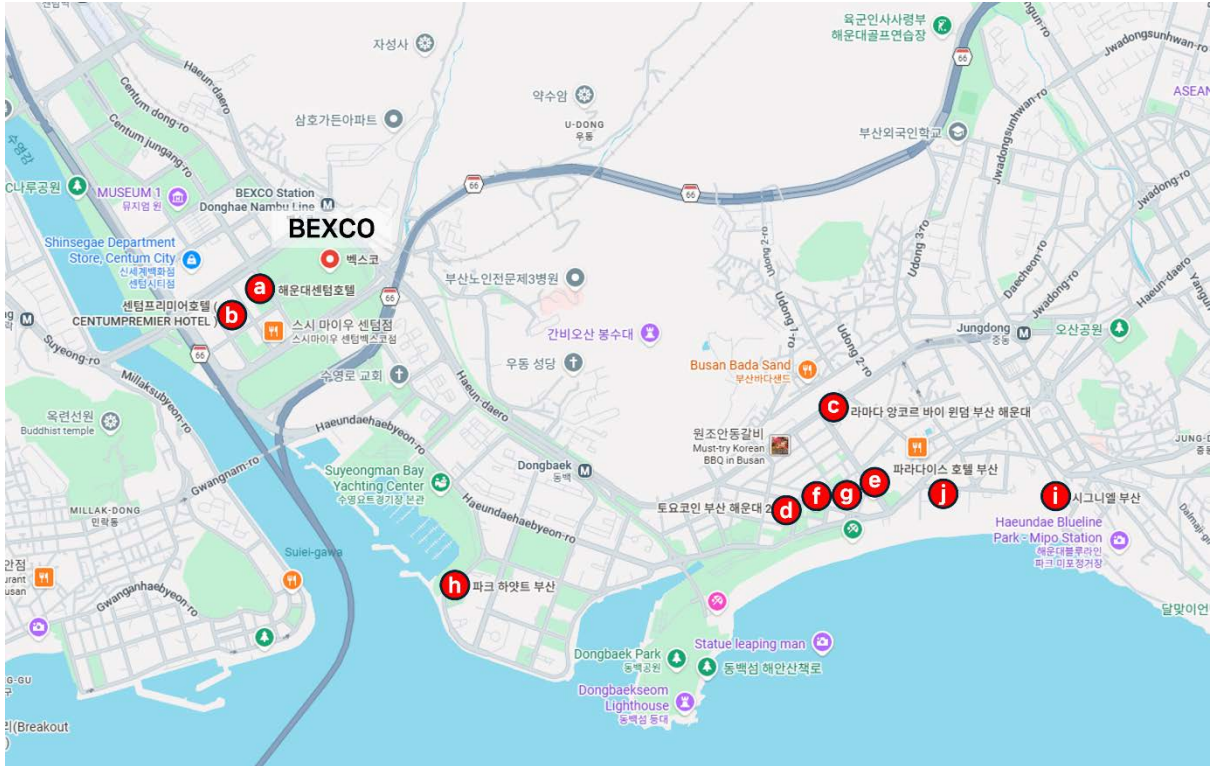 육군인사사령부
해운대골프연습장
66
Jwadongsunhwan-ro
자성사
Haeun-daero
Centum dong-ro
Centum jungang-ro
약수암
U-DONG
우동
삼호가든아파트
부산외국인학교
ASEAN
수영강
C나루공원
MUSEUM 1
뮤지엄 원
BEXCO Station
Donghae Nambu Line
M
BEXCO
벡스코
66
66
66
Jwadongsunhwan-ro
Jwadong-ro
Shinsegae Department
Store, Centum City
신세계백화점
센텀시티점
a
해운대센텀호텔
센텀프리미어호텔 (
CENTUMPREMIER HOTEL )
b
스시 마이우 센텀점
스시마이우 센텀벡스코점
부산노인전문제3병원
간비오산 봉수대
Udong 2-ro
Udong 3-ro
Udong 1-ro
Udong 2-ro
Daecheon-ro
Jwadong-ro
Haeun-daero
Jungdong
중동
M
오산공원
M
Suyeong-ro
66
Millaksubyeon-ro
수영로 교회
우동 성당
Haeun-daero
Busan Bada Sand
부산바다샌드
c
라마다 앙코르 바이 윈덤 부산 해운대
옥련선원
Buddhist temple
Haeundaehaebyeon-ro
원조안동갈비
Must-try Korean
BBQ in Busan
Gwangnam-ro
Suyeongman Bay
Yachting Center
수영요트경기장 본관
Dongbaek
동백
M
파라다이스 호텔 부산
MILLAK-DONG
민락동
Haeundaehaebyeon-ro
토요코인 부산 해운대 2
d
f
g
e
j
i
시그니엘 부산
Haeundae Blueline
Park - Mipo Station
해운대블루라인
파크 미포정거장
Suiei-gawa
Gwanganhaebyeon-ro
h
파크 하얏트 부산
Statue leaping man
Dongbaek Park
동백공원
동백섬 해안산책로
Dongbaekseom
Lighthouse
동백섬 등대
달맞이언
리(Breakout